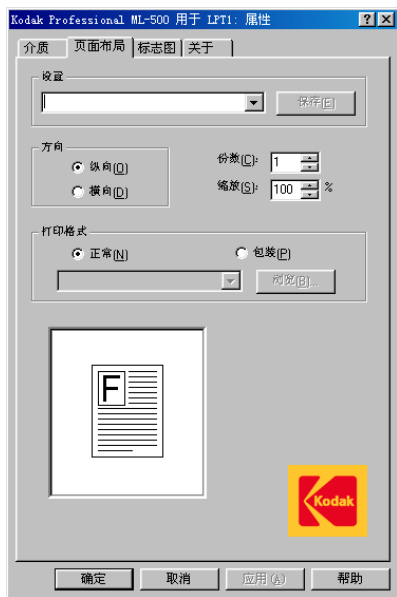 Kodak Professional ML-500 用于 LPT1: 属性
介质 页面布局 标志图 关于
设置
保存(E)
方向
纵向(O)
横向(D)
份数(C): 1
缩放(S): 100 %
打印格式
正常(N) 包装(P)
浏览(B)...
F
Kodak
确定 取消 应用(A) 帮助